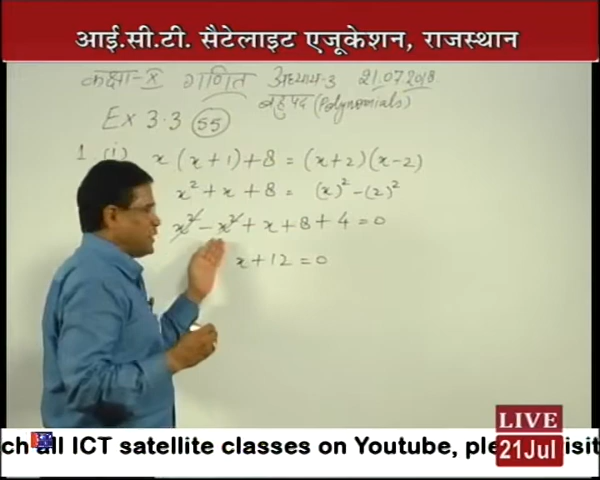 आई.सी.टी. सैटेलाइट एजूकेशन, राजस्थान
कक्षा-X गणित अध्याय-3 21.07.2018
बहुपद (Polynomials)
Ex 3.3 (55)
1. (i) x (x+1)+8 = (x+2)(x-2)
x² + x + 8 = (x)² - (2)²
x² - x² + x + 8 + 4 = 0
x + 12 = 0
LIVE
21Jul
ch all ICT satellite classes on Youtube, ple isit